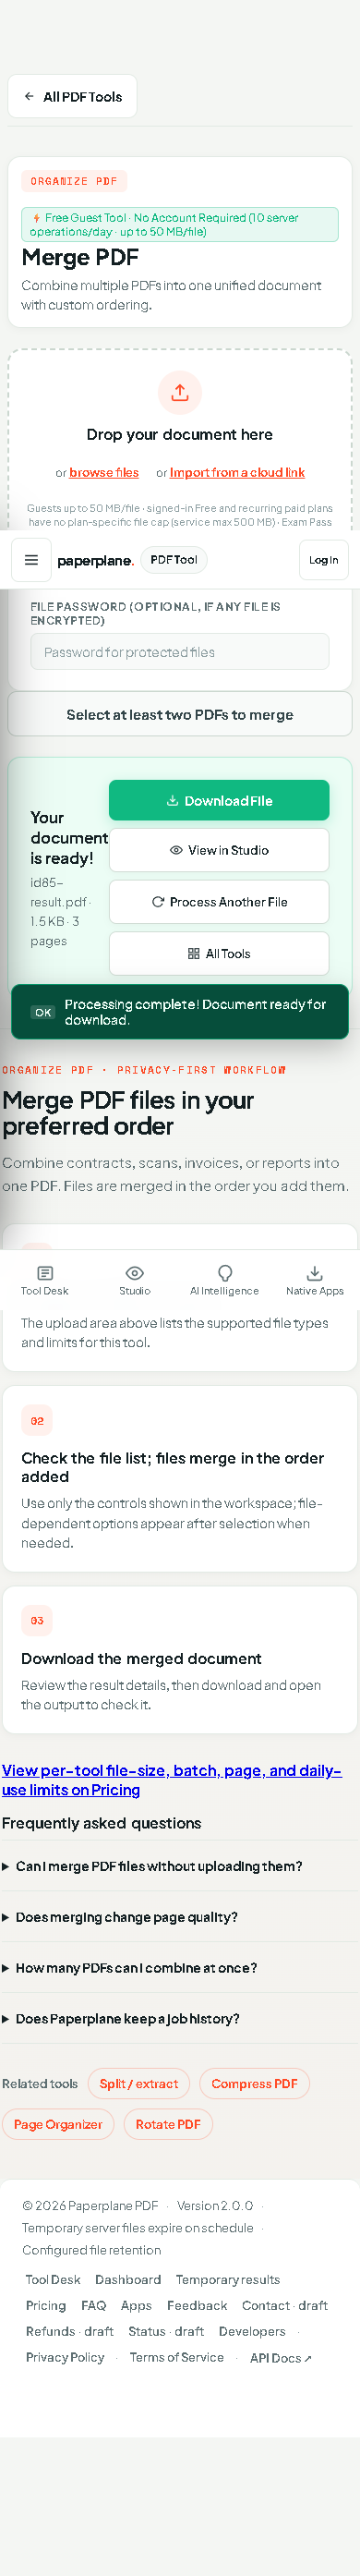 ← All PDF Tools
ORGANIZE PDF
Free Guest Tool · No Account Required (10 server
operations/day · up to 50 MB/file)
Merge PDF
Combine multiple PDFs into one unified document
with custom ordering.
Drop your document here
or browse files or Import from a cloud link
Guests up to 50 MB/file · signed-in Free and recurring paid plans
have no plan-specific file cap (service max 500 MB) · Exam Pass
paperplane. PDF Tool Log In
FILE PASSWORD (OPTIONAL, IF ANY FILE IS
ENCRYPTED)
Password for protected files
Select at least two PDFs to merge
Your
document
is ready!
id85-
result.pdf ·
1.5 KB · 3
pages
Download File
View in Studio
Process Another File
All Tools
OK Processing complete! Document ready for
download.
ORGANIZE PDF · PRIVACY-FIRST WORKFLOW
Merge PDF files in your
preferred order
Combine contracts, scans, invoices, or reports into
one PDF. Files are merged in the order you add them.
Tool Desk Studio AI Intelligence Native Apps
The upload area above lists the supported file types
and limits for this tool.
02
Check the file list; files merge in the order
added
Use only the controls shown in the workspace; file-
dependent options appear after selection when
needed.
03
Download the merged document
Review the result details, then download and open
the output to check it.
View per-tool file-size, batch, page, and daily-
use limits on Pricing
Frequently asked questions
▶ Can I merge PDF files without uploading them?
▶ Does merging change page quality?
▶ How many PDFs can I combine at once?
▶ Does Paperplane keep a job history?
Related tools Split / extract Compress PDF
Page Organizer Rotate PDF
© 2026 Paperplane PDF · Version 2.0.0 ·
Temporary server files expire on schedule ·
Configured file retention
Tool Desk Dashboard Temporary results
Pricing FAQ Apps Feedback Contact · draft
Refunds · draft Status · draft Developers ·
Privacy Policy · Terms of Service · API Docs ↗